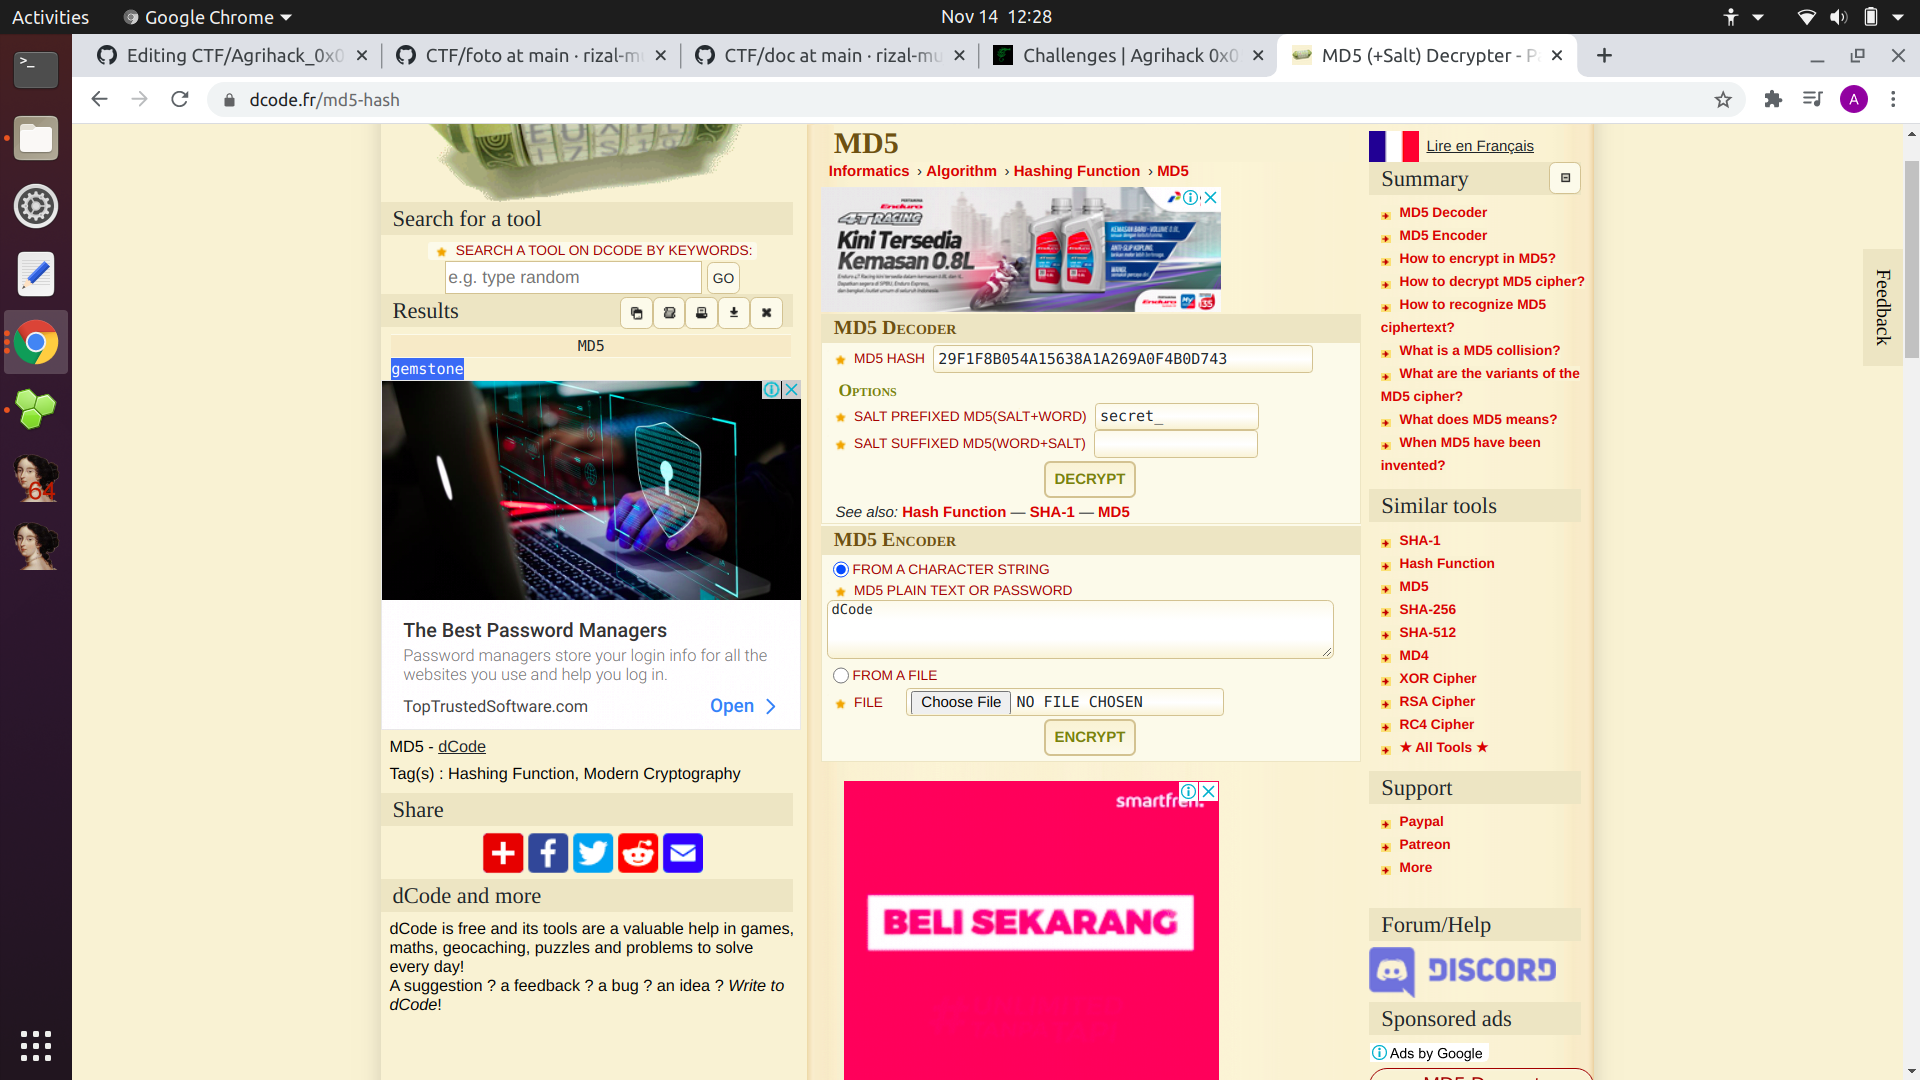 Activities
Google Chrome
Nov 14 12:28
Editing CTF/Agrihack_0x0
CTF/foto at main · rizal-mu
CTF/doc at main · rizal-mu
Challenges | Agrihack 0x0
MD5 (+Salt) Decrypter - Pa
dcode.fr/md5-hash
A
Search for a tool
SEARCH A TOOL ON DCODE BY KEYWORDS:
e.g. type random
GO
Results
MD5
gemstone
The Best Password Managers
Password managers store your login info for all the
websites you use and help you log in.
TopTrustedSoftware.com
Open
MD5 - dCode
Tag(s) : Hashing Function, Modern Cryptography
Share
dCode and more
dCode is free and its tools are a valuable help in games,
maths, geocaching, puzzles and problems to solve
every day!
A suggestion ? a feedback ? a bug ? an idea ? Write to
dCode!
64
MD5
Informatics › Algorithm › Hashing Function › MD5
Enduro
4T RACING
Kini Tersedia
Kemasan 0.8L
KEMASAN BARU - VOLUME 0.8L
MD5 Decoder
MD5 HASH
29F1F8B054A15638A1A269A0F4B0D743
Options
SALT PREFIXED MD5(SALT+WORD)
secret_
SALT SUFFIXED MD5(WORD+SALT)
DECRYPT
See also: Hash Function — SHA-1 — MD5
MD5 Encoder
FROM A CHARACTER STRING
MD5 PLAIN TEXT OR PASSWORD
dCode
FROM A FILE
FILE
Choose File
NO FILE CHOSEN
ENCRYPT
smartfren.
BELI SEKARANG
Lire en Français
Summary
MD5 Decoder
MD5 Encoder
How to encrypt in MD5?
How to decrypt MD5 cipher?
How to recognize MD5
ciphertext?
What is a MD5 collision?
What are the variants of the
MD5 cipher?
What does MD5 means?
When MD5 have been
invented?
Similar tools
SHA-1
Hash Function
MD5
SHA-256
SHA-512
MD4
XOR Cipher
RSA Cipher
RC4 Cipher
★ All Tools ★
Support
Paypal
Patreon
More
Forum/Help
DISCORD
Sponsored ads
Ads by Google
Feedback